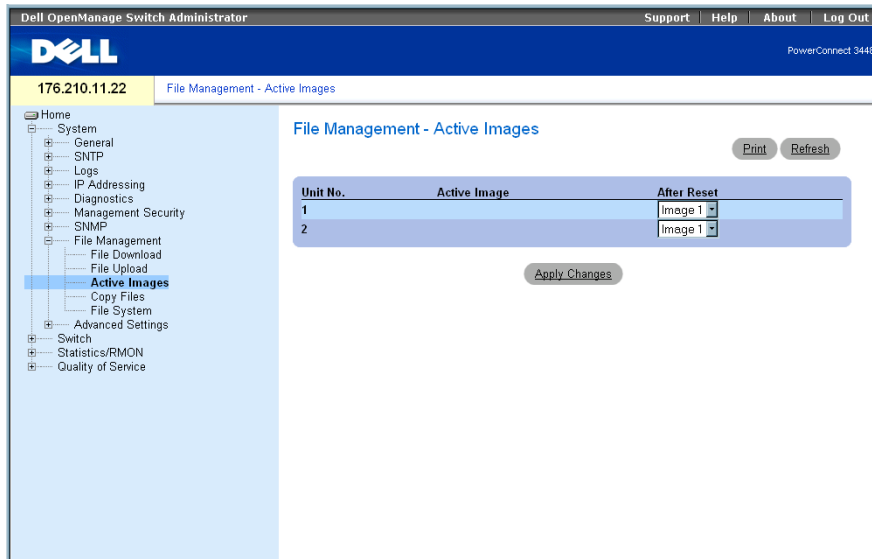 Dell OpenManage Switch Administrator Support Help About Log Out
DELL
PowerConnect 3448
176.210.11.22 File Management - Active Images
Home
System
General
SNTP
Logs
IP Addressing
Diagnostics
Management Security
SNMP
File Management
File Download
File Upload
Active Images
Copy Files
File System
Advanced Settings
Switch
Statistics/RMON
Quality of Service
File Management - Active Images
Print Refresh
Unit No. Active Image After Reset
1 Image 1
2 Image 1
Apply Changes